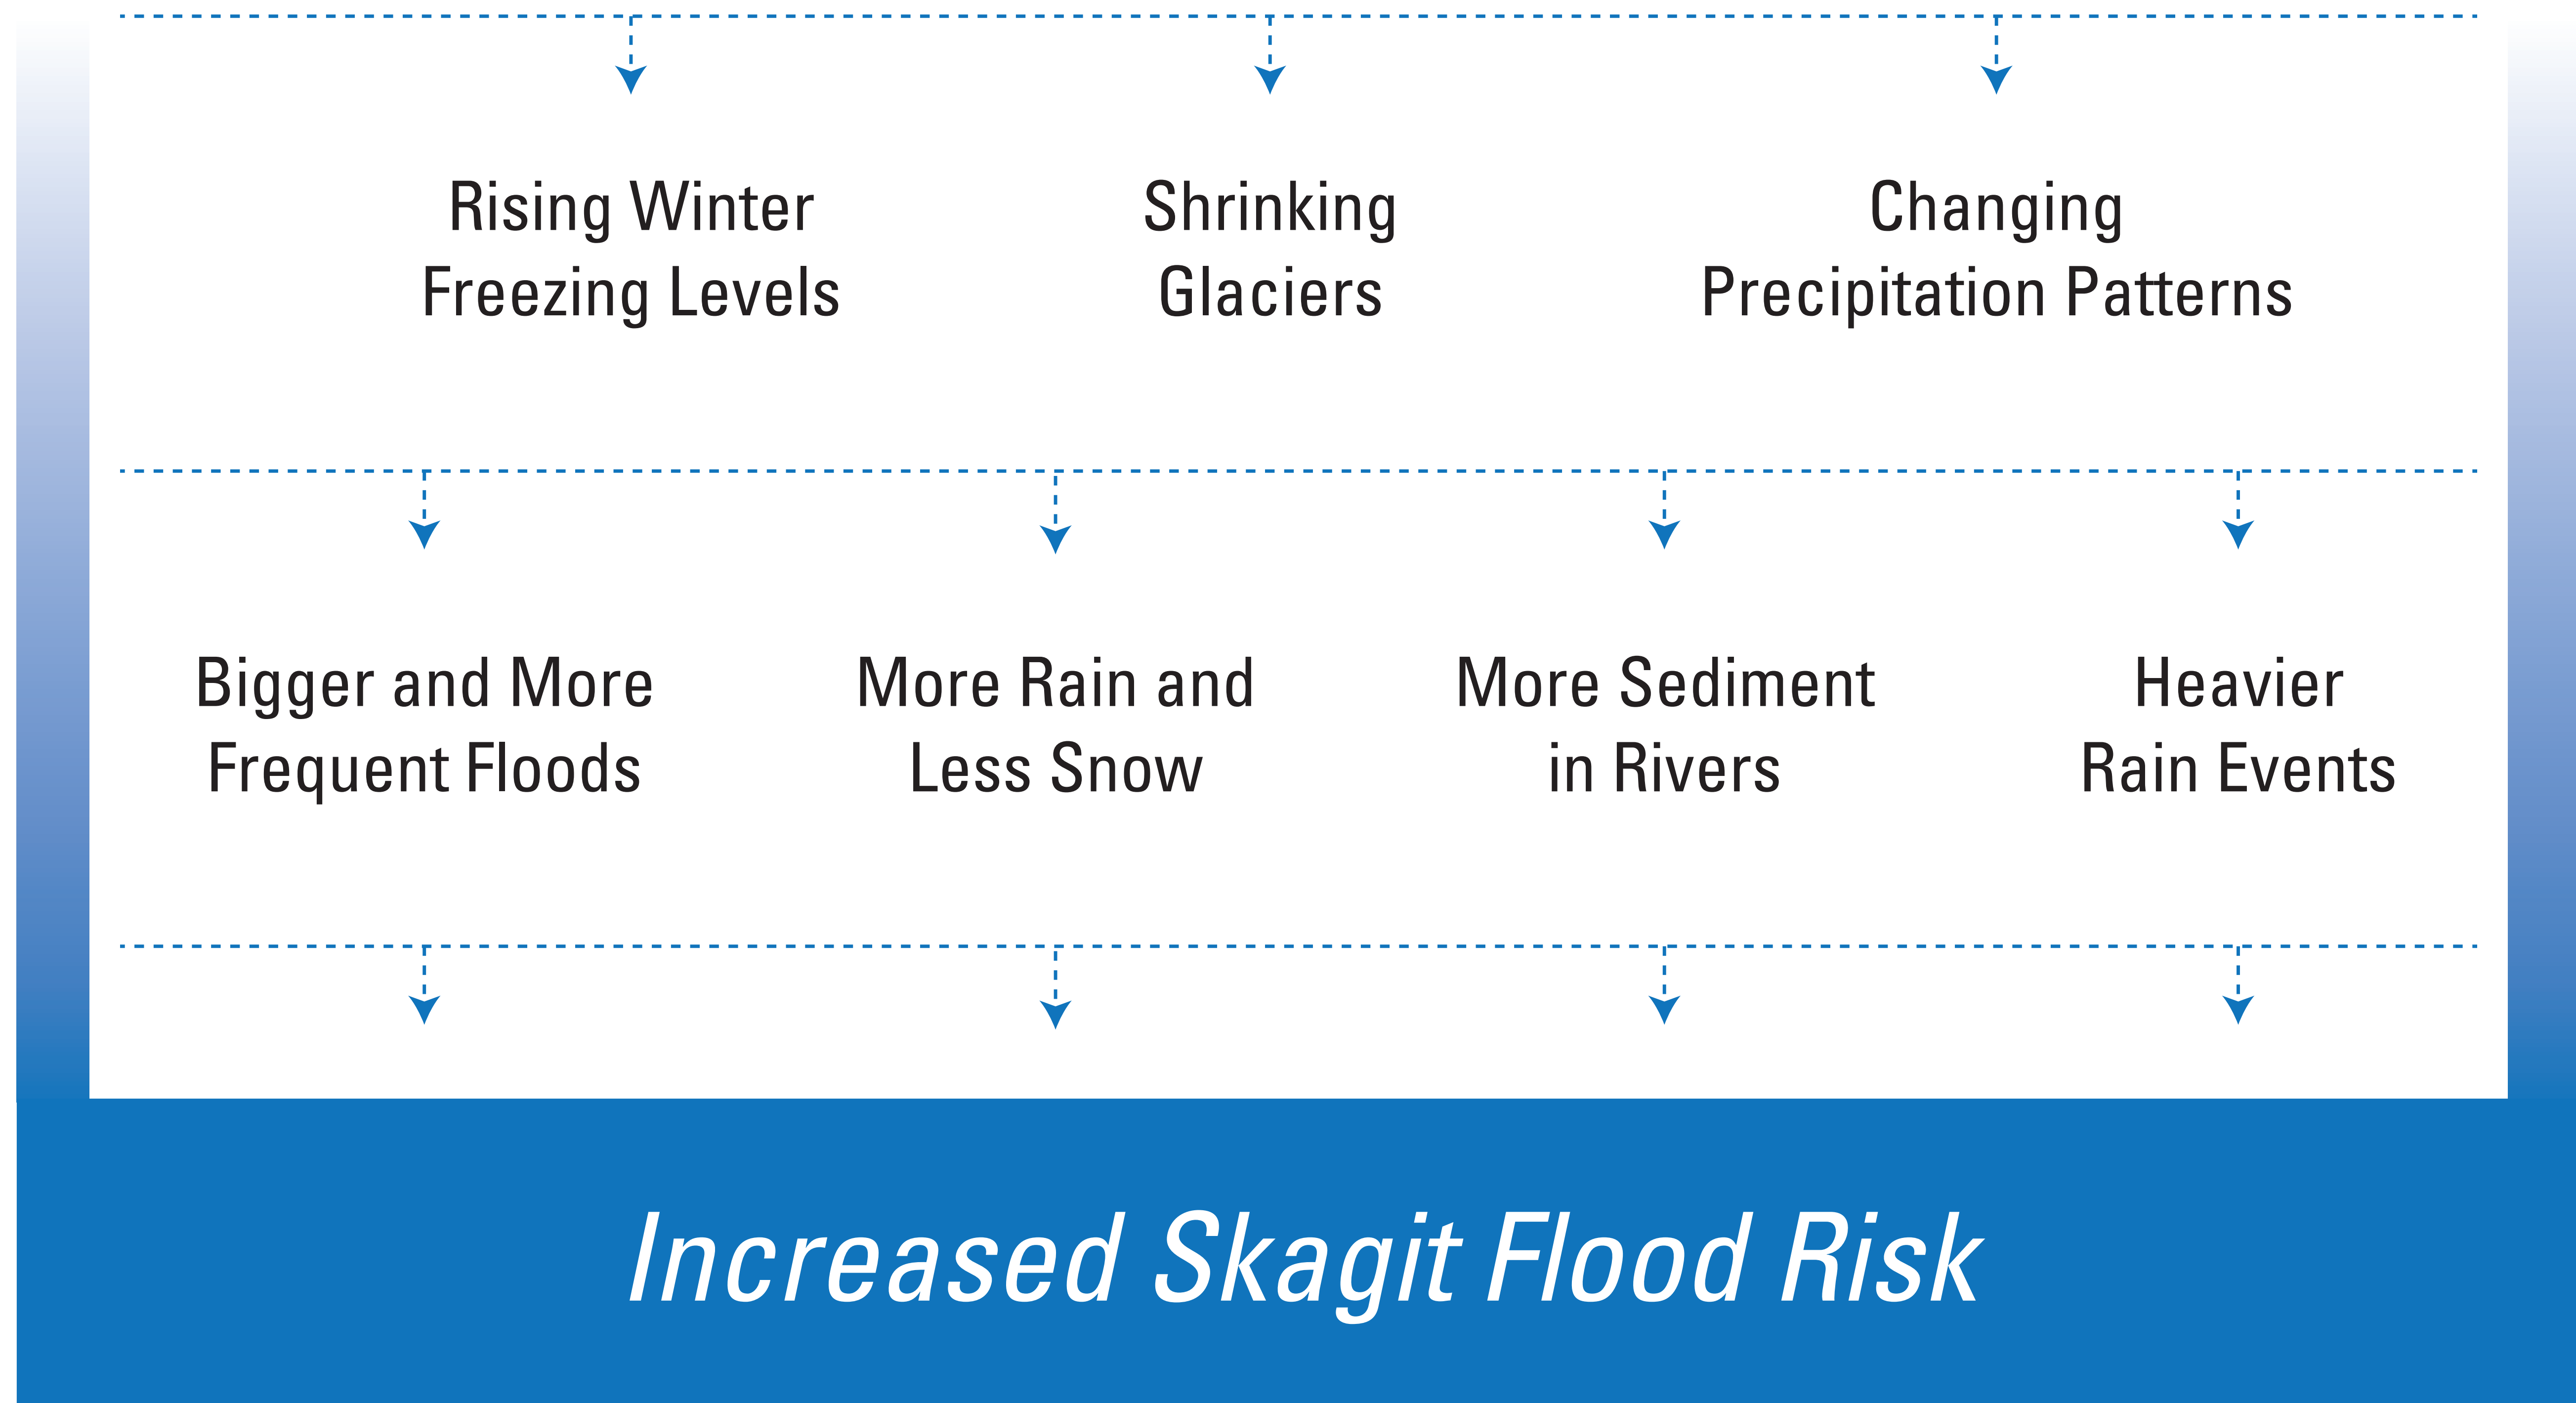 Rising Winter
Freezing Levels
Shrinking
Glaciers
Changing
Precipitation Patterns
Bigger and More
Frequent Floods
More Rain and
Less Snow
More Sediment
in Rivers
Heavier
Rain Events
Increased Skagit Flood Risk